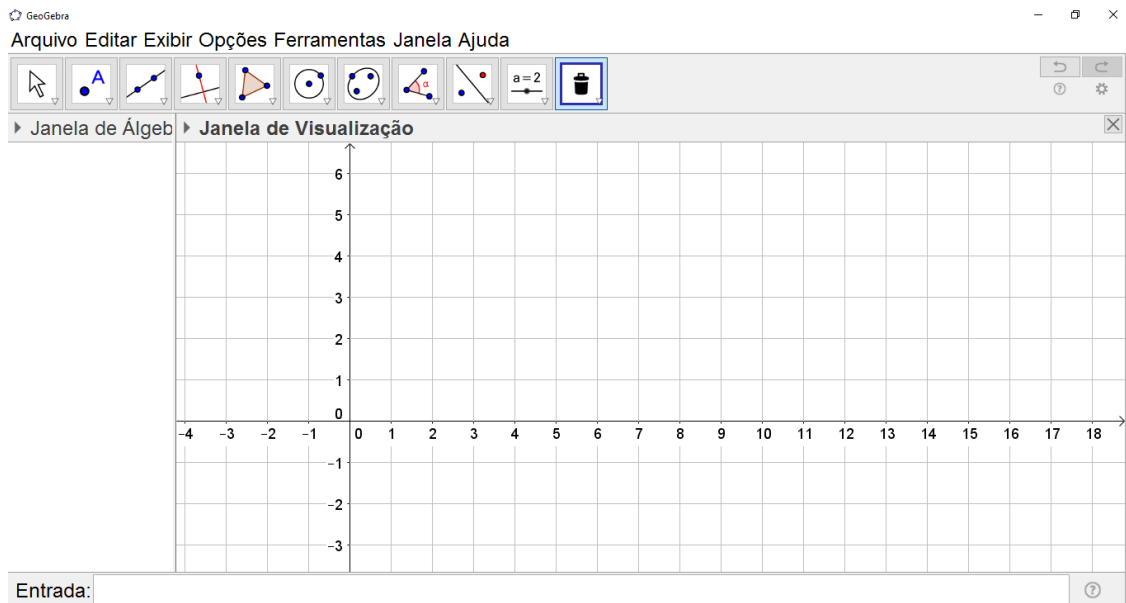 GeoGebra
Arquivo Editar Exibir Opções Ferramentas Janela Ajuda
A α a=2
Janela de Álgeb Janela de Visualização
6
5
4
3
2
1
0
−4 −3 −2 −1 0 1 2 3 4 5 6 7 8 9 10 11 12 13 14 15 16 17 18
−1
−2
−3
Entrada: